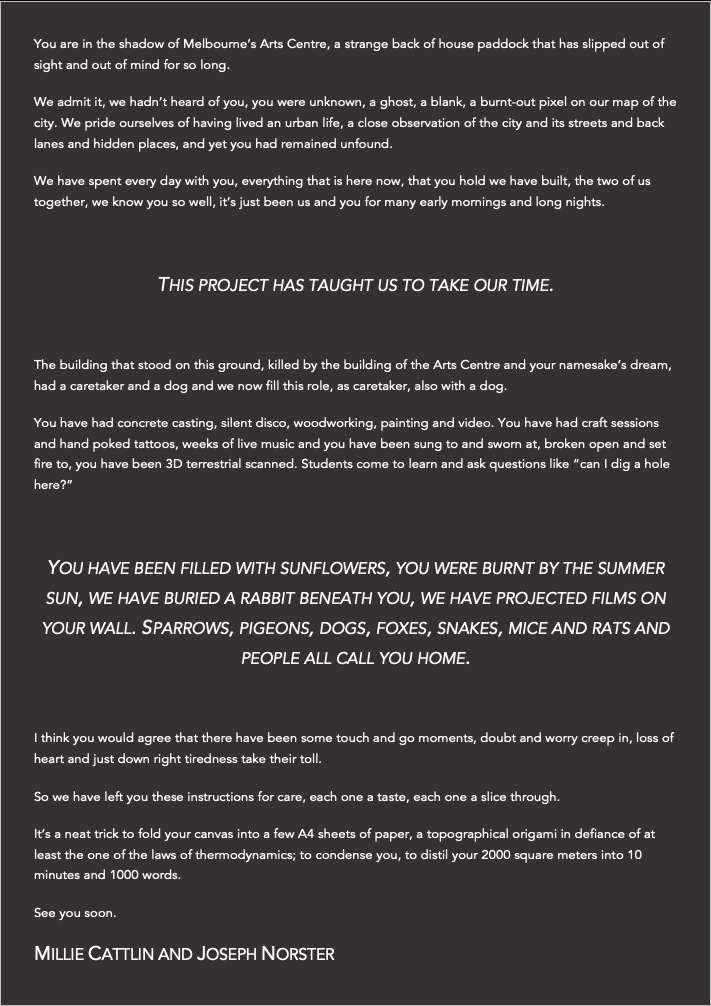 You are in the shadow of Melbourne's Arts Centre, a strange back of house paddock that has slipped out of
sight and out of mind for so long.
We admit it, we hadn't heard of you, you were unknown, a ghost, a blank, a burnt-out pixel on our map of the
city. We pride ourselves of having lived an urban life, a close observation of the city and its streets and back
lanes and hidden places, and yet you had remained unfound.
We have spent every day with you, everything that is here now, that you hold we have built, the two of us
together, we know you so well, it's just been us and you for many early mornings and long nights.
THIS PROJECT HAS TAUGHT US TO TAKE OUR TIME.
The building that stood on this ground, killed by the building of the Arts Centre and your namesake's dream,
had a caretaker and a dog and we now fill this role, as caretaker, also with a dog.
You have had concrete casting, silent disco, woodworking, painting and video. You have had craft sessions
and hand poked tattoos, weeks of live music and you have been sung to and sworn at, broken open and set
fire to, you have been 3D terrestrial scanned. Students come to learn and ask questions like "can I dig a hole
here?"
YOU HAVE BEEN FILLED WITH SUNFLOWERS, YOU WERE BURNT BY THE SUMMER
SUN, WE HAVE BURIED A RABBIT BENEATH YOU, WE HAVE PROJECTED FILMS ON
YOUR WALL. SPARROWS, PIGEONS, DOGS, FOXES, SNAKES, MICE AND RATS AND
PEOPLE ALL CALL YOU HOME.
I think you would agree that there have been some touch and go moments, doubt and worry creep in, loss of
heart and just down right tiredness take their toll.
So we have left you these instructions for care, each one a taste, each one a slice through.
It's a neat trick to fold your canvas into a few A4 sheets of paper, a topographical origami in defiance of at
least the one of the laws of thermodynamics; to condense you, to distil your 2000 square meters into 10
minutes and 1000 words.
See you soon.
MILLIE CATTLIN AND JOSEPH NORSTER